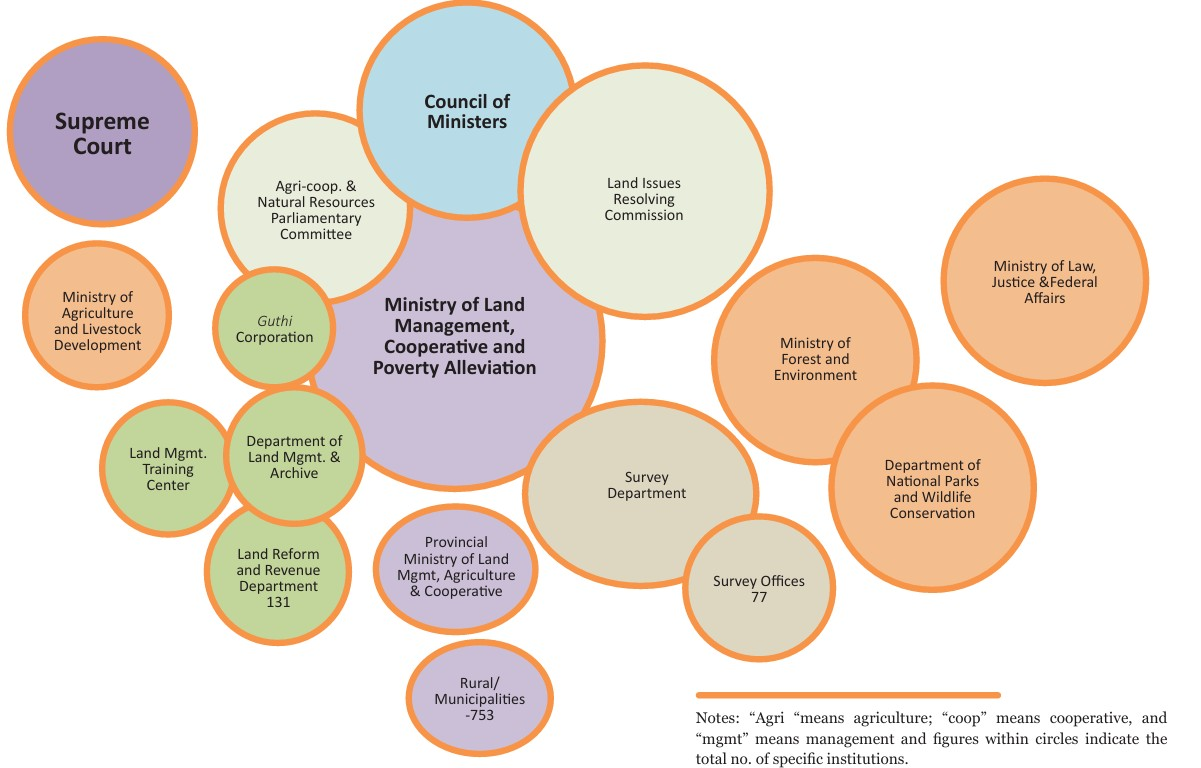 Supreme
Court
Council of
Ministers
Agri-coop. &
Natural Resources
Parliamentary
Committee
Land Issues
Resolving
Commission
Ministry of
Agriculture
and Livestock
Development
Guthi
Corporation
Ministry of Land
Management,
Cooperative and
Poverty Alleviation
Ministry of Law,
Justice &Federal
Affairs
Ministry of
Forest and
Environment
Land Mgmt.
Training
Center
Department of
Land Mgmt. &
Archive
Survey
Department
Department of
National Parks
and Wildlife
Conservation
Land Reform
and Revenue
Department
131
Provincial
Ministry of Land
Mgmt, Agriculture
& Cooperative
Survey Offices
77
Rural/
Municipalities
-753
Notes: “Agri “means agriculture; “coop” means cooperative, and
“mgmt” means management and figures within circles indicate the
total no. of specific institutions.